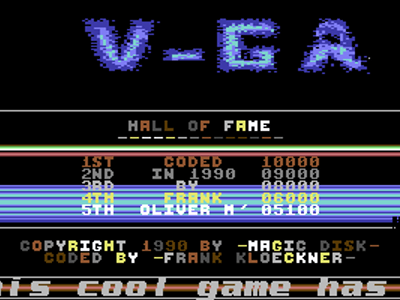 V-GA
HALL OF FAME
1ST CODED 10000
2ND IN 1990 09000
3RD BY 08000
4TH FRANK 06000
5TH OLIVER M' 05100
COPYRIGHT 1990 BY -MAGIC DISK-
CODED BY -FRANK KLOECKNER-
his cool game has